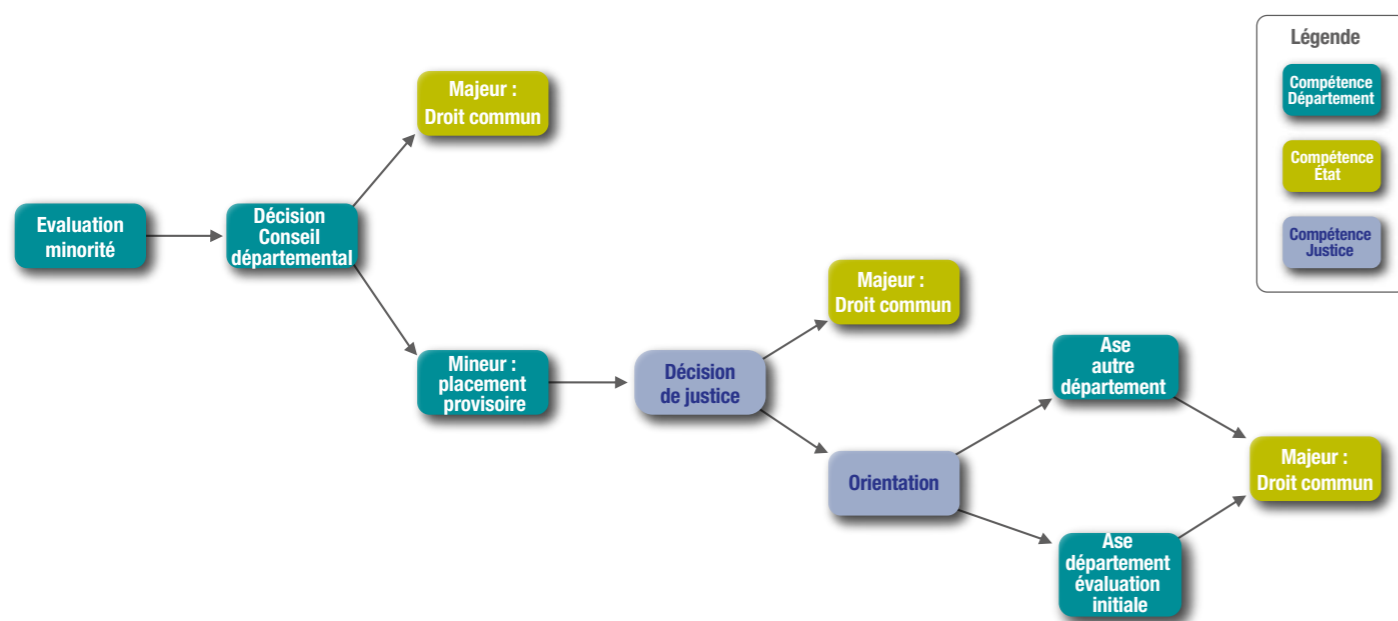 Légende
Compétence
Département
Compétence
État
Compétence
Justice
Evaluation
minorité
Décision
Conseil
départemental
Majeur :
Droit commun
Mineur :
placement
provisoire
Décision
de justice
Majeur :
Droit commun
Orientation
Ase
autre
département
Ase
département
évaluation
initiale
Majeur :
Droit commun